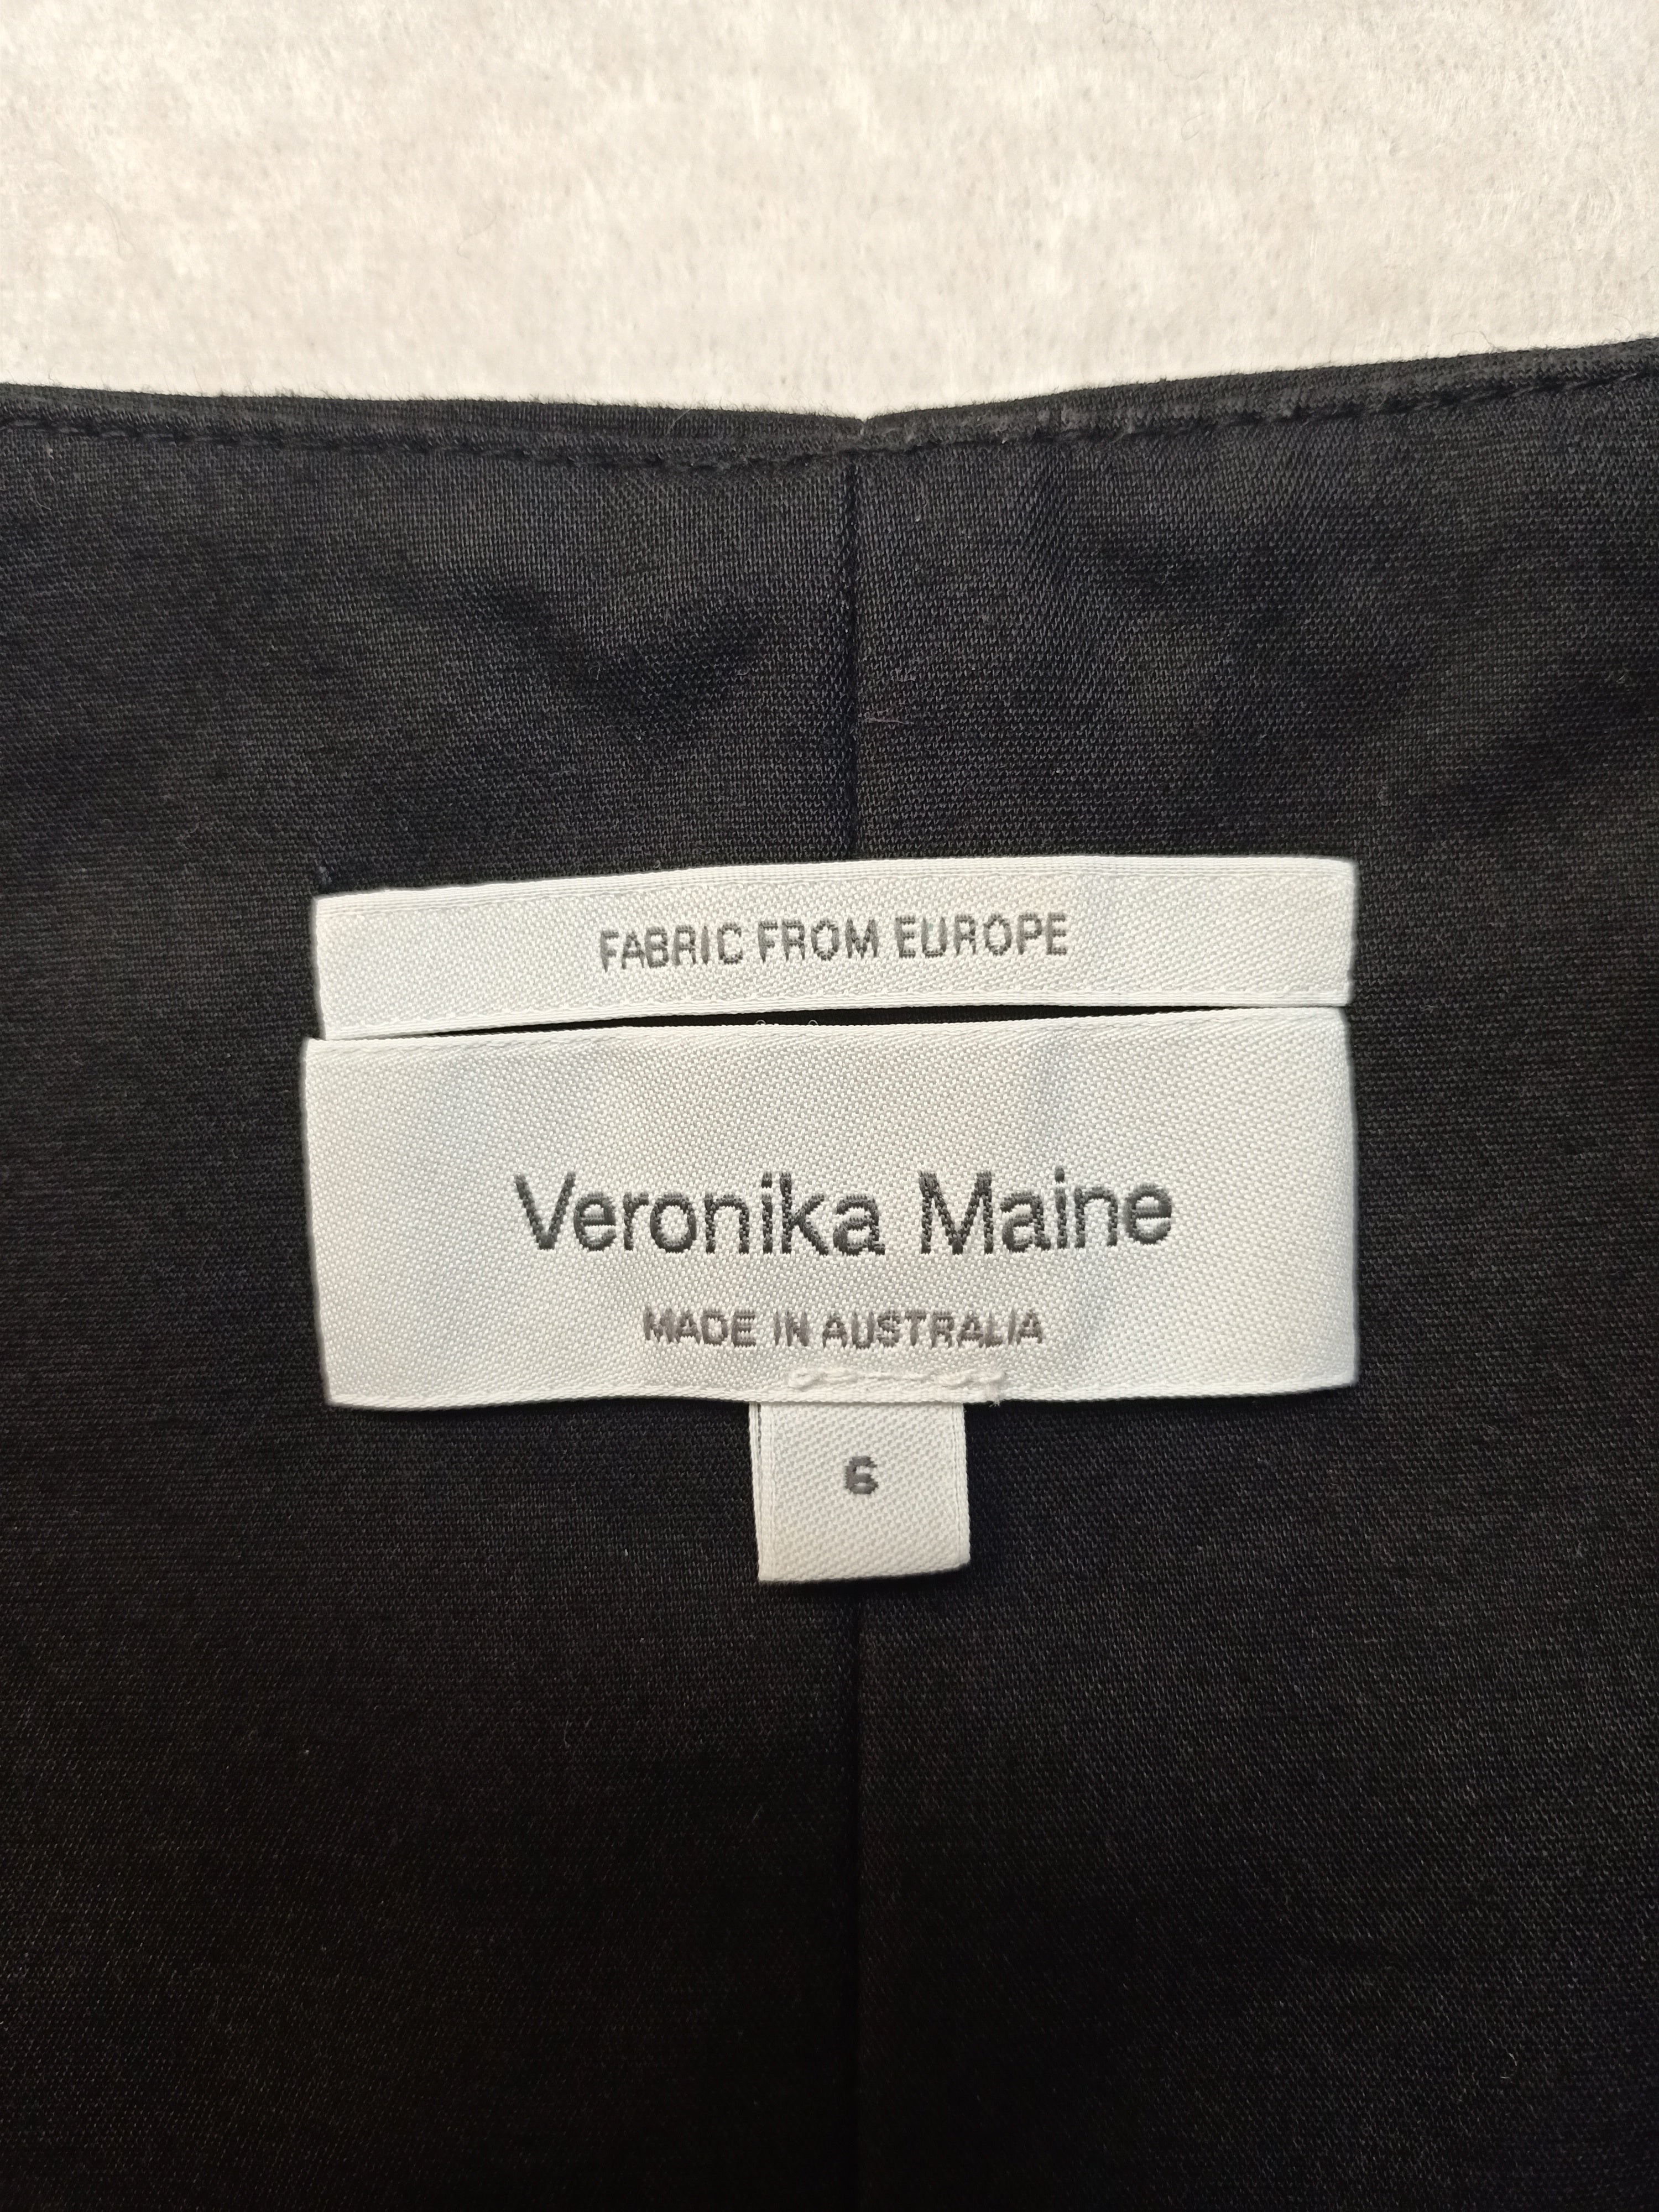 FABRIC FROM EUROPE
Veronika Maine
MADE IN AUSTRALIA
6